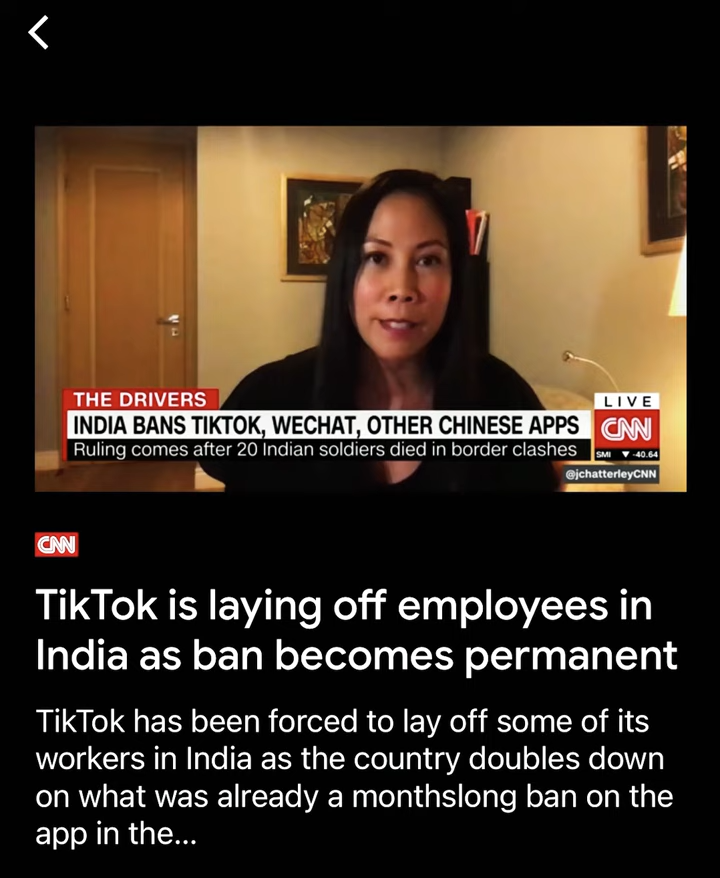 THE DRIVERS
INDIA BANS TIKTOK, WECHAT, OTHER CHINESE APPS
Ruling comes after 20 Indian soldiers died in border clashes
LIVE
CNN
SMI ▼ -40.64
@jchatterleyCNN
CNN
TikTok is laying off employees in
India as ban becomes permanent
TikTok has been forced to lay off some of its
workers in India as the country doubles down
on what was already a monthslong ban on the
app in the...